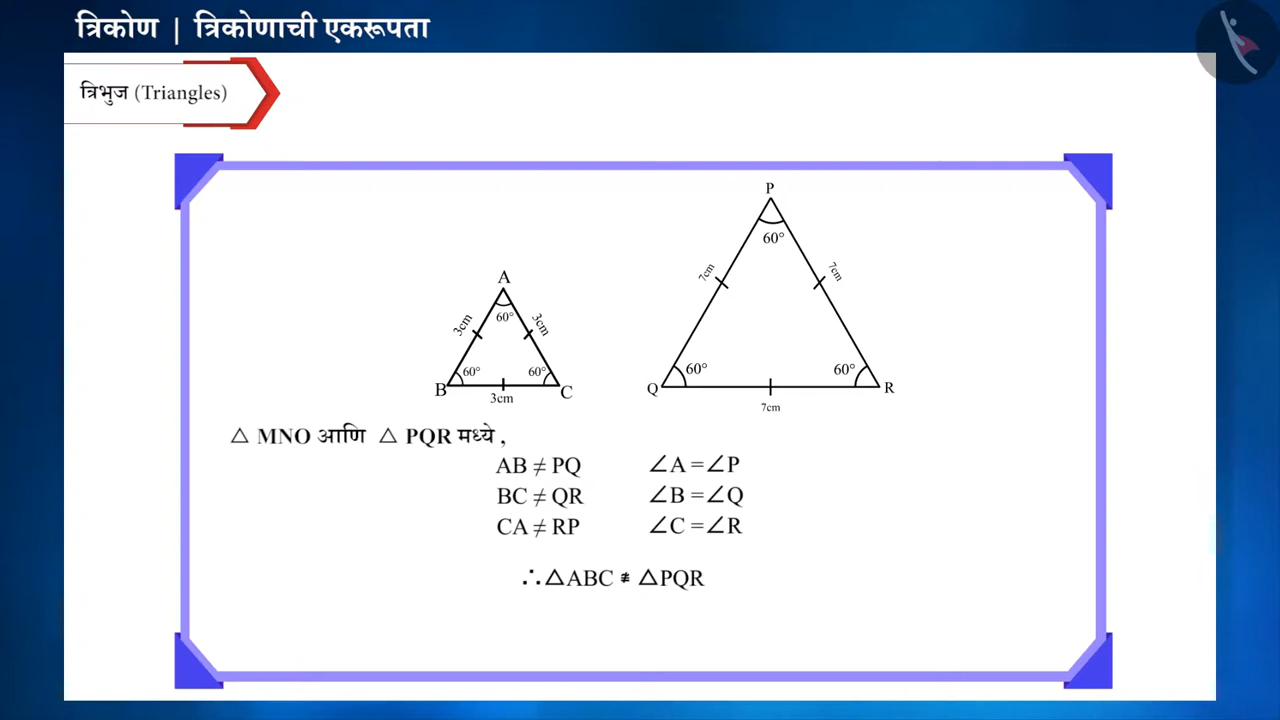 त्रिकोण | त्रिकोणाची एकरूपता
त्रिभुज (Triangles)
P
60°
7cm 7cm
A
60°
3cm 3cm
60° 60°
B C
3cm
60° 60°
Q R
7cm
△ MNO आणि △ PQR मध्ये ,
AB ≠ PQ ∠A =∠P
BC ≠ QR ∠B =∠Q
CA ≠ RP ∠C =∠R
∴△ABC ≇ △PQR